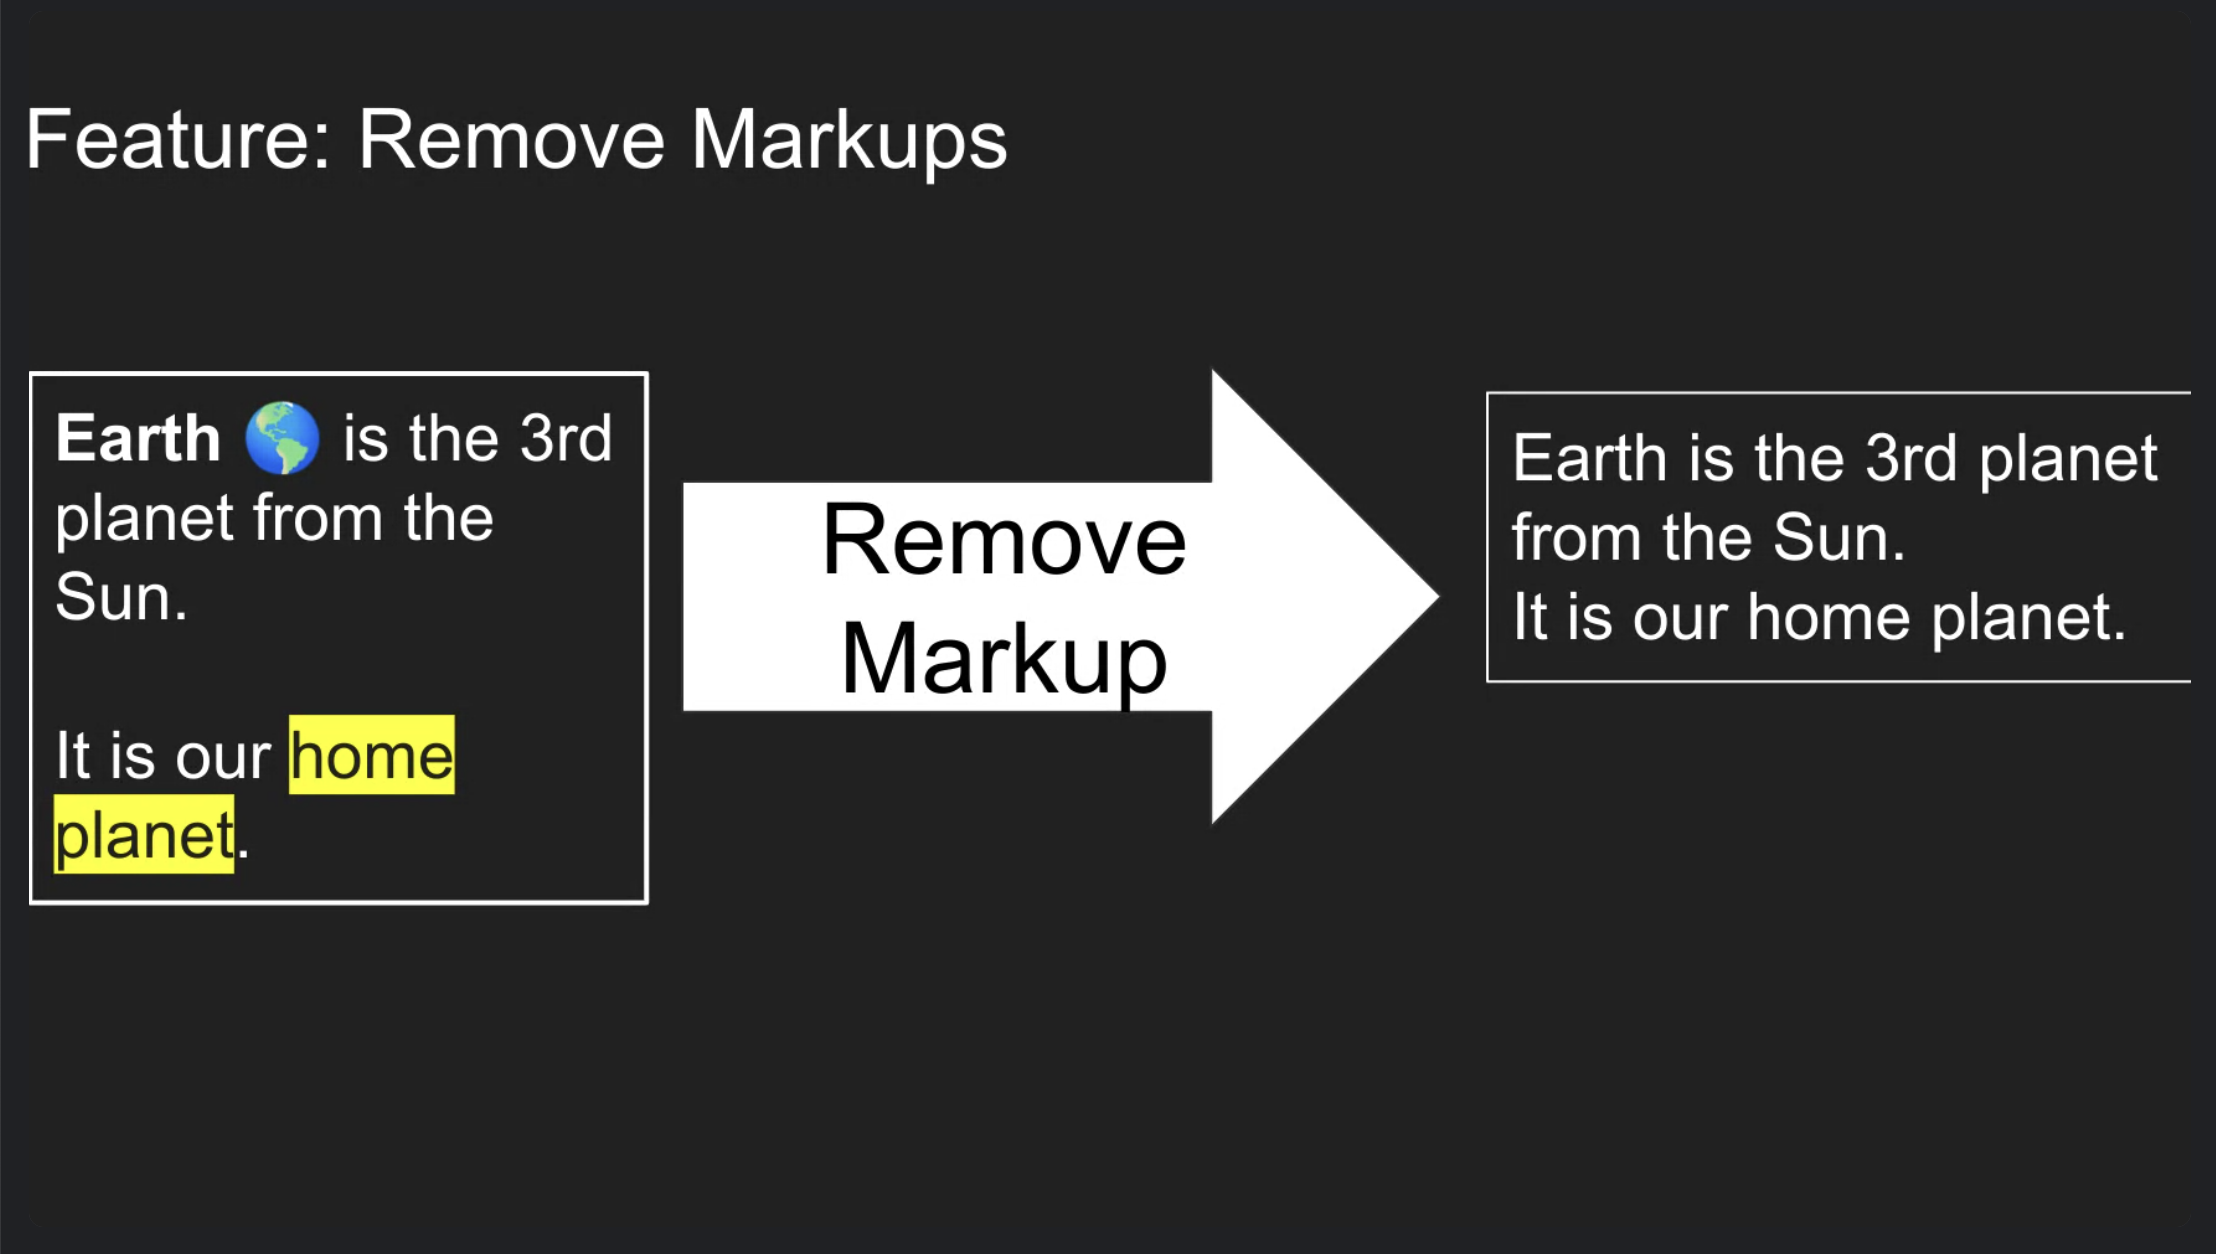 Feature: Remove Markups
Earth 🌎 is the 3rd
planet from the
Sun.
It is our home
planet.
Remove
Markup
Earth is the 3rd planet
from the Sun.
It is our home planet.